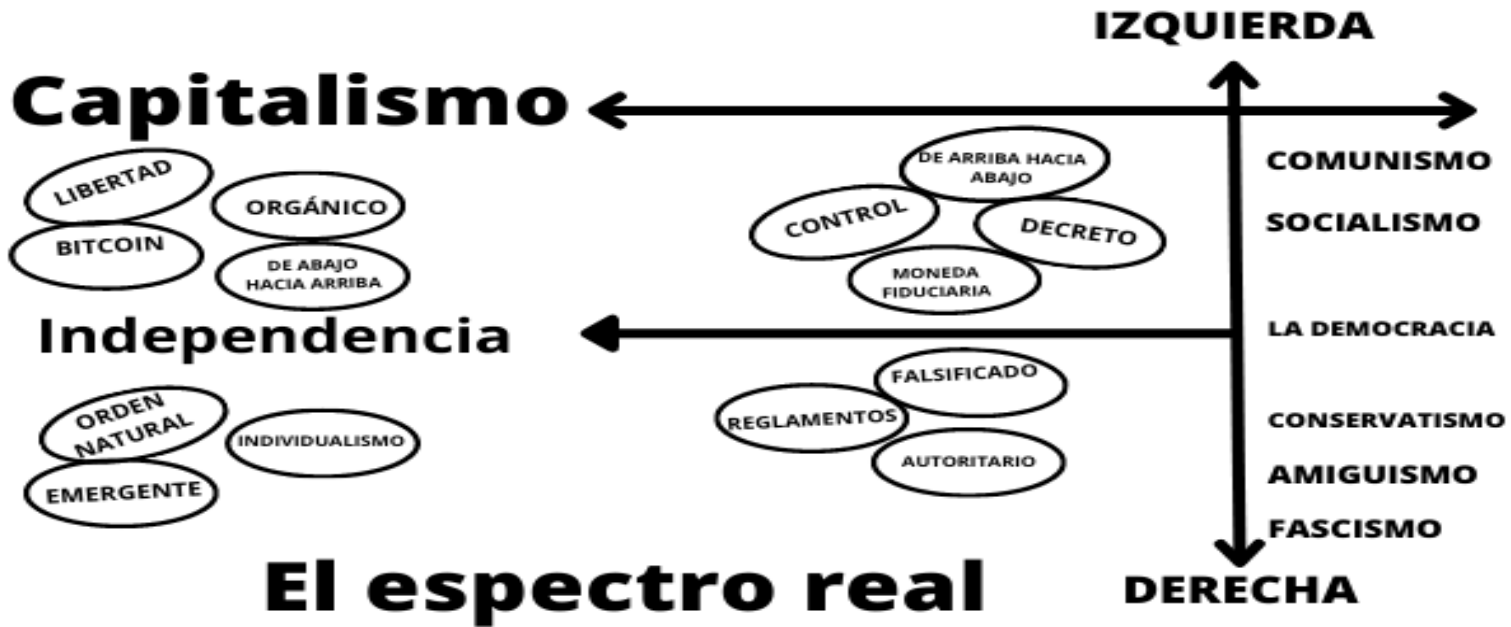 IZQUIERDA
Capitalismo
LIBERTAD
ORGÁNICO
BITCOIN
DE ABAJO
HACIA ARRIBA
DE ARRIBA HACIA
ABAJO
CONTROL
DECRETO
MONEDA
FIDUCIARIA
COMUNISMO
SOCIALISMO
Independencia
LA DEMOCRACIA
ORDEN
NATURAL
INDIVIDUALISMO
EMERGENTE
FALSIFICADO
REGLAMENTOS
AUTORITARIO
CONSERVATISMO
AMIGUISMO
FASCISMO
El espectro real
DERECHA